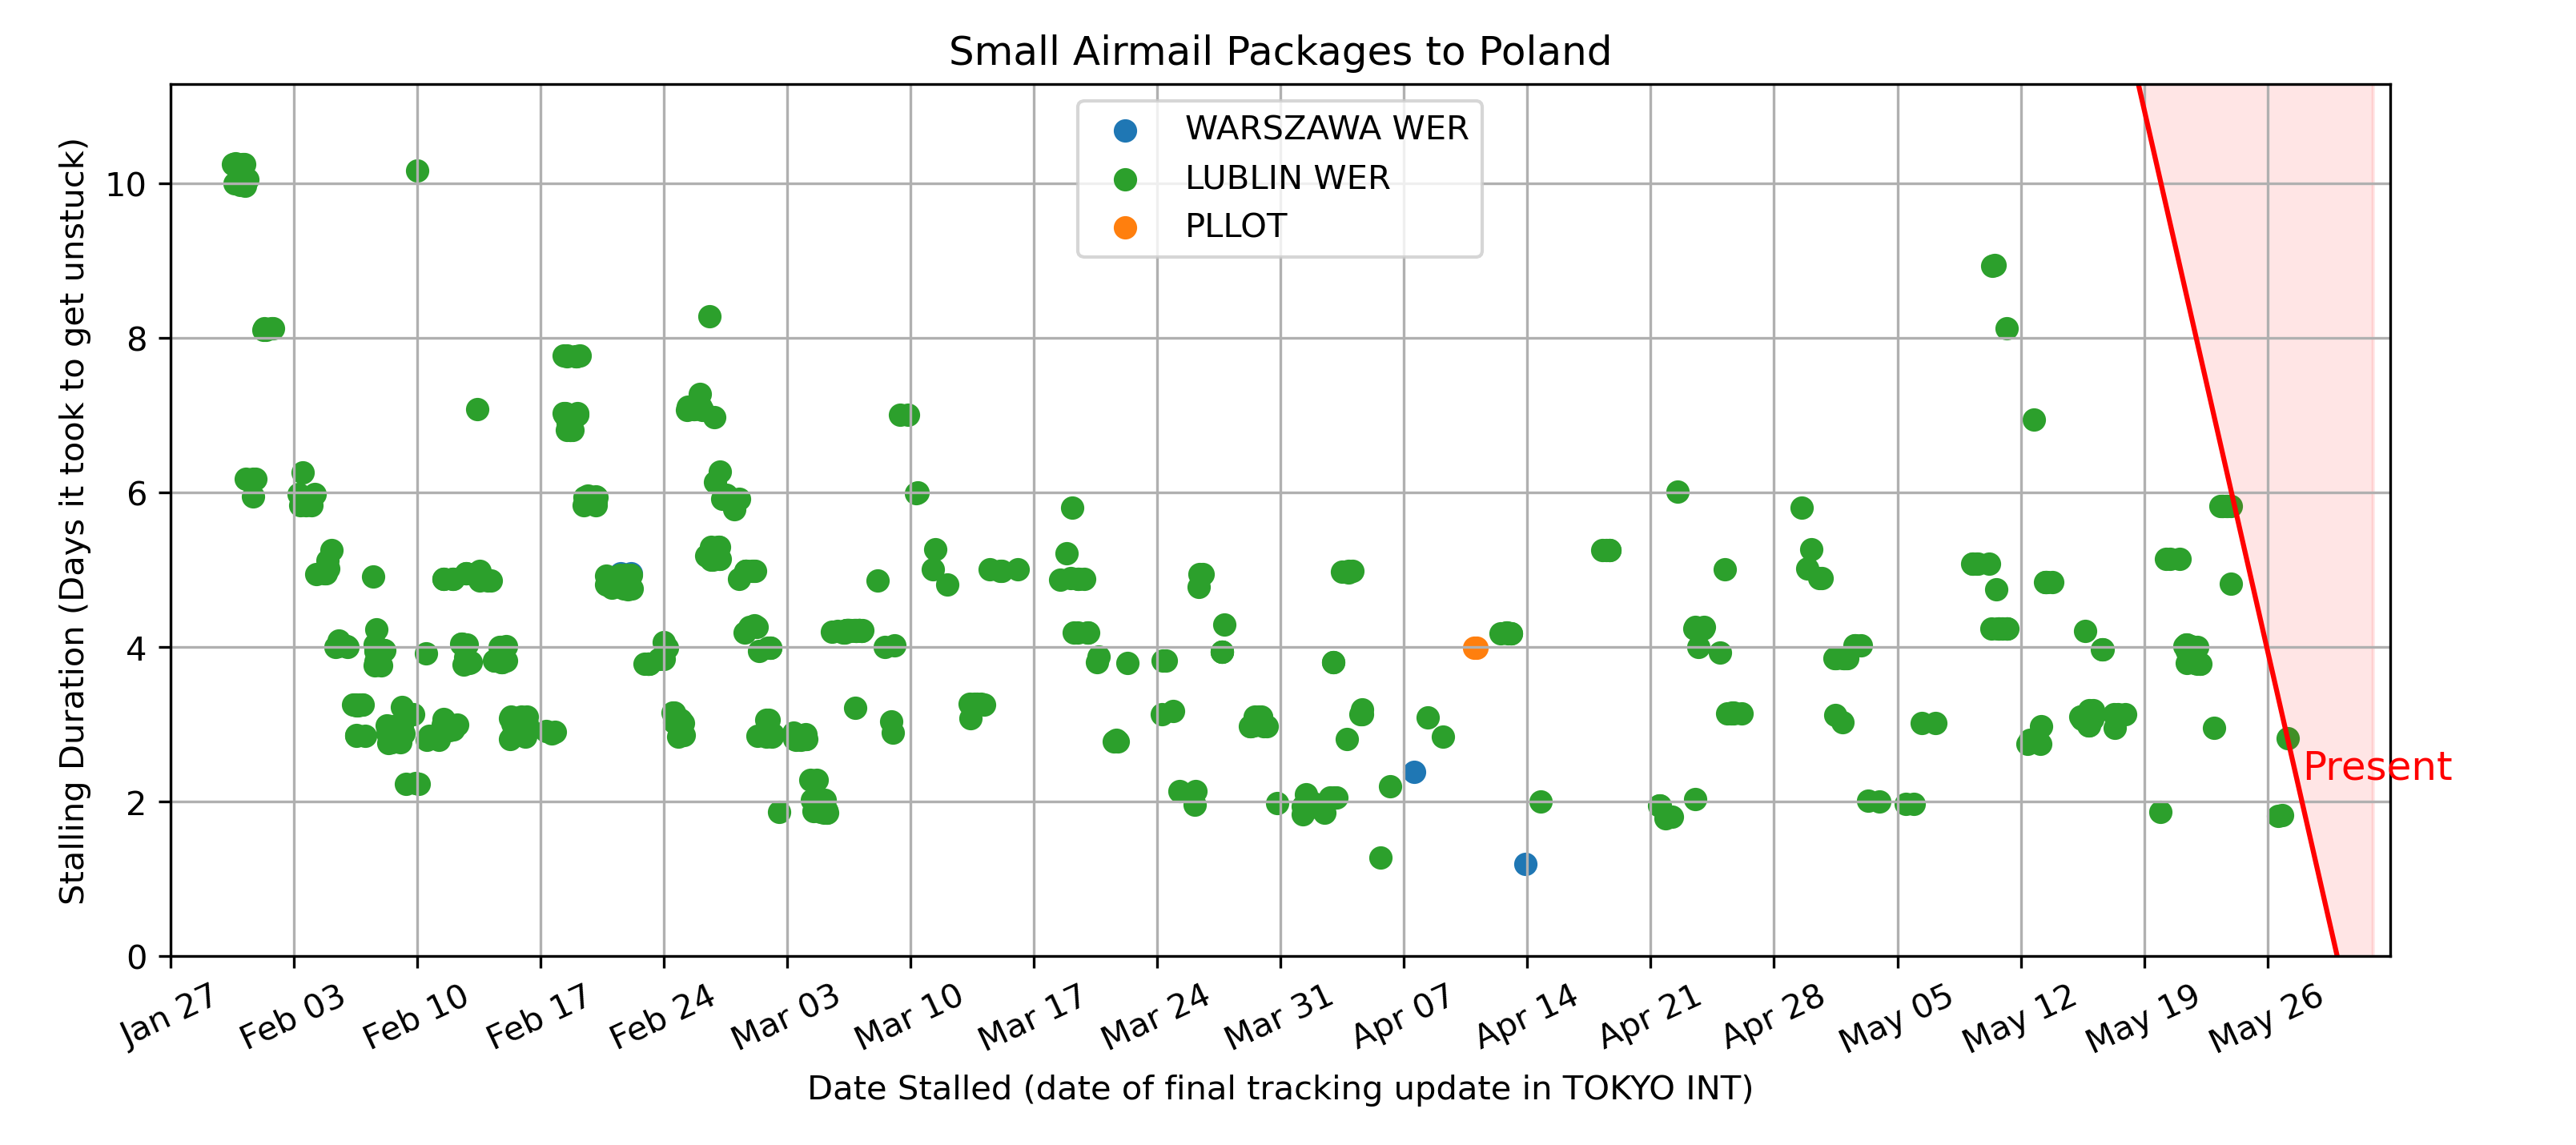 Small Airmail Packages to Poland
WARSZAWA WER
LUBLIN WER
PLLOT
Stalling Duration (Days it took to get unstuck)
10
8
6
4
2
0
Present
Jan 27 Feb 03 Feb 10 Feb 17 Feb 24 Mar 03 Mar 10 Mar 17 Mar 24 Mar 31 Apr 07 Apr 14 Apr 21 Apr 28 May 05 May 12 May 19 May 26
Date Stalled (date of final tracking update in TOKYO INT)